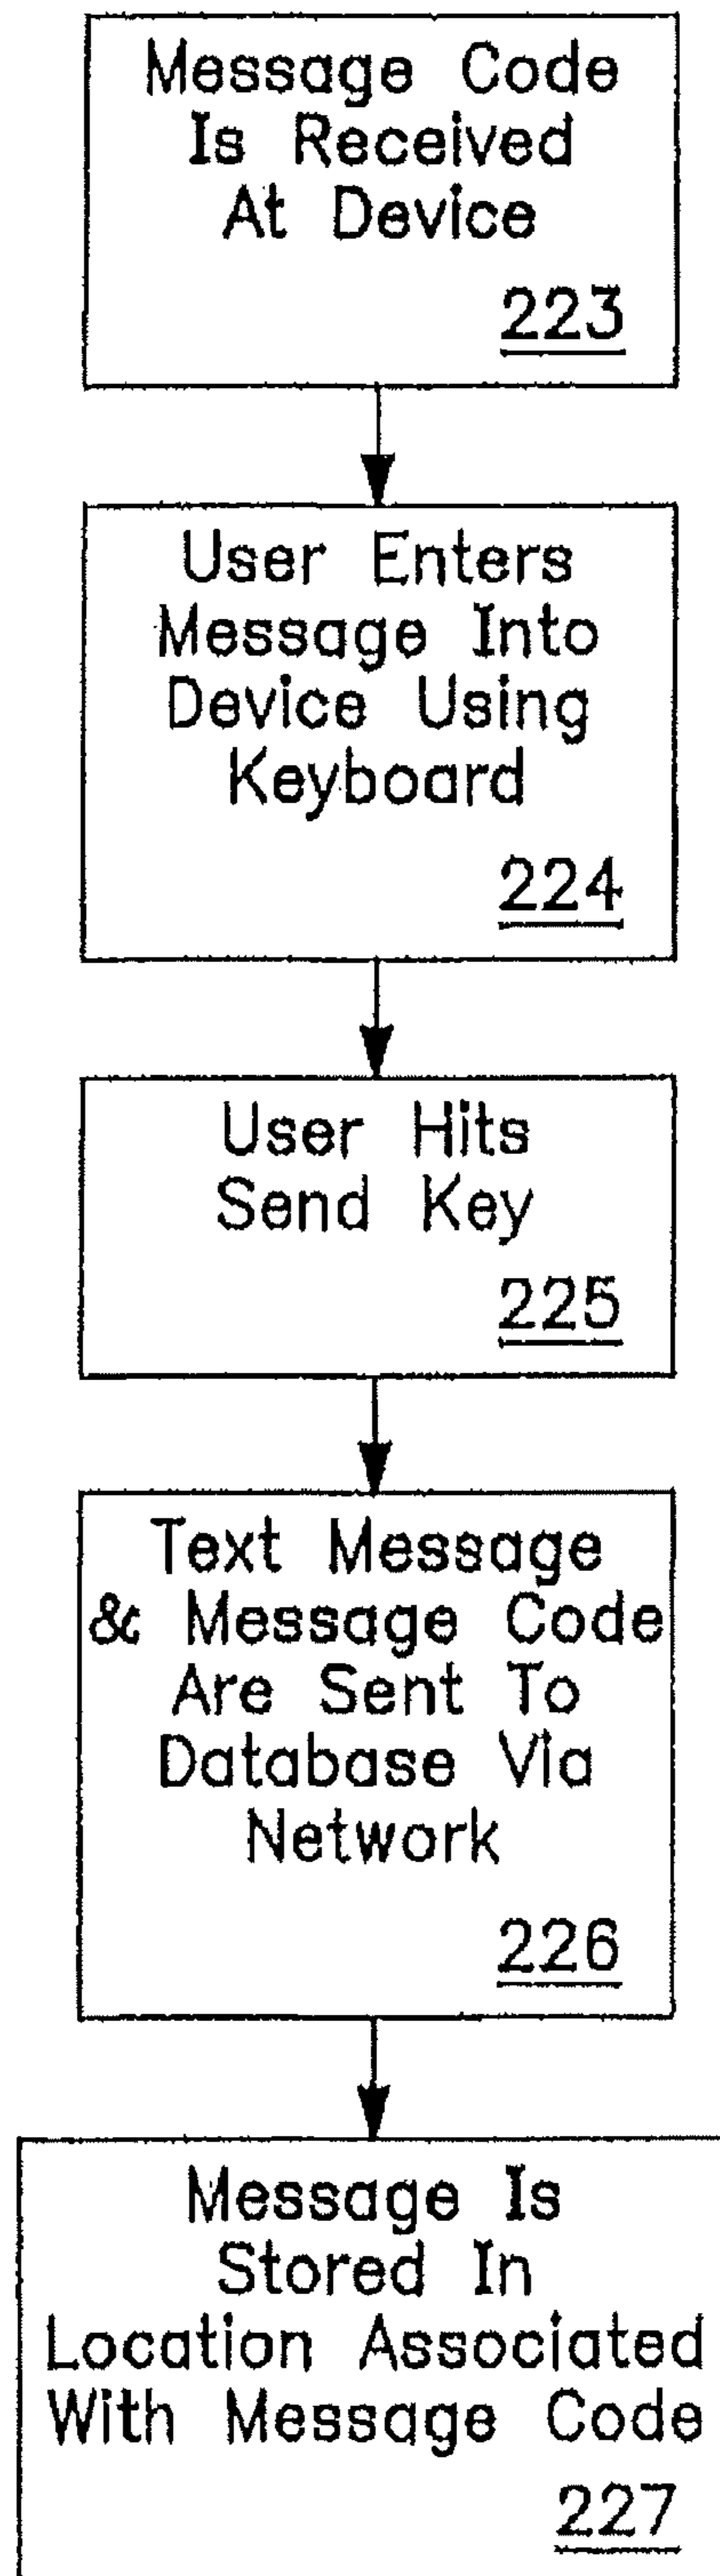 Message Code
Is Received
At Device
223
User Enters
Message Into
Device Using
Keyboard
224
User Hits
Send Key
225
Text Message
& Message Code
Are Sent To
Database Via
Network
226
Message Is
Stored In
Location Associated
With Message Code
227